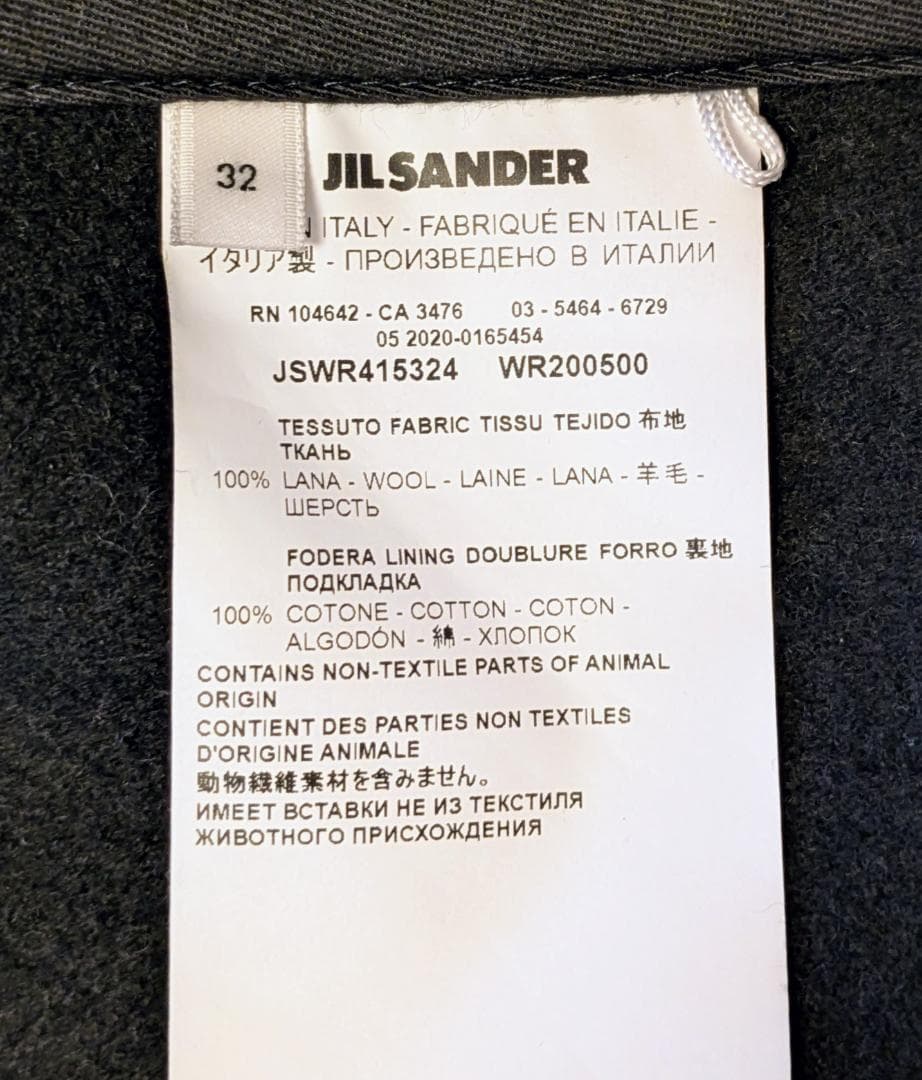 32
JIL SANDER
ITALY - FABRIQUÉ EN ITALIE -
イタリア製 - ПРОИЗВЕДЕНО В ИТАЛИИ
RN 104642 - CA 3476 03 - 5464 - 6729
05 2020-0165454
JSWR415324 WR200500
TESSUTO FABRIC TISSU TEJIDO 布地
ТКАНЬ
100% LANA - WOOL - LAINE - LANA - 羊毛 -
ШЕРСТЬ
FODERA LINING DOUBLURE FORRO 裏地
ПОДКЛАДКА
100% COTONE - COTTON - COTON -
ALGODÓN - 綿 - ХЛОПОК
CONTAINS NON-TEXTILE PARTS OF ANIMAL
ORIGIN
CONTIENT DES PARTIES NON TEXTILES
D'ORIGINE ANIMALE
動物繊維素材を含みません。
ИМЕЕТ ВСТАВКИ НЕ ИЗ ТЕКСТИЛЯ
ЖИВОТНОГО ПРИСХОЖДЕНИЯ